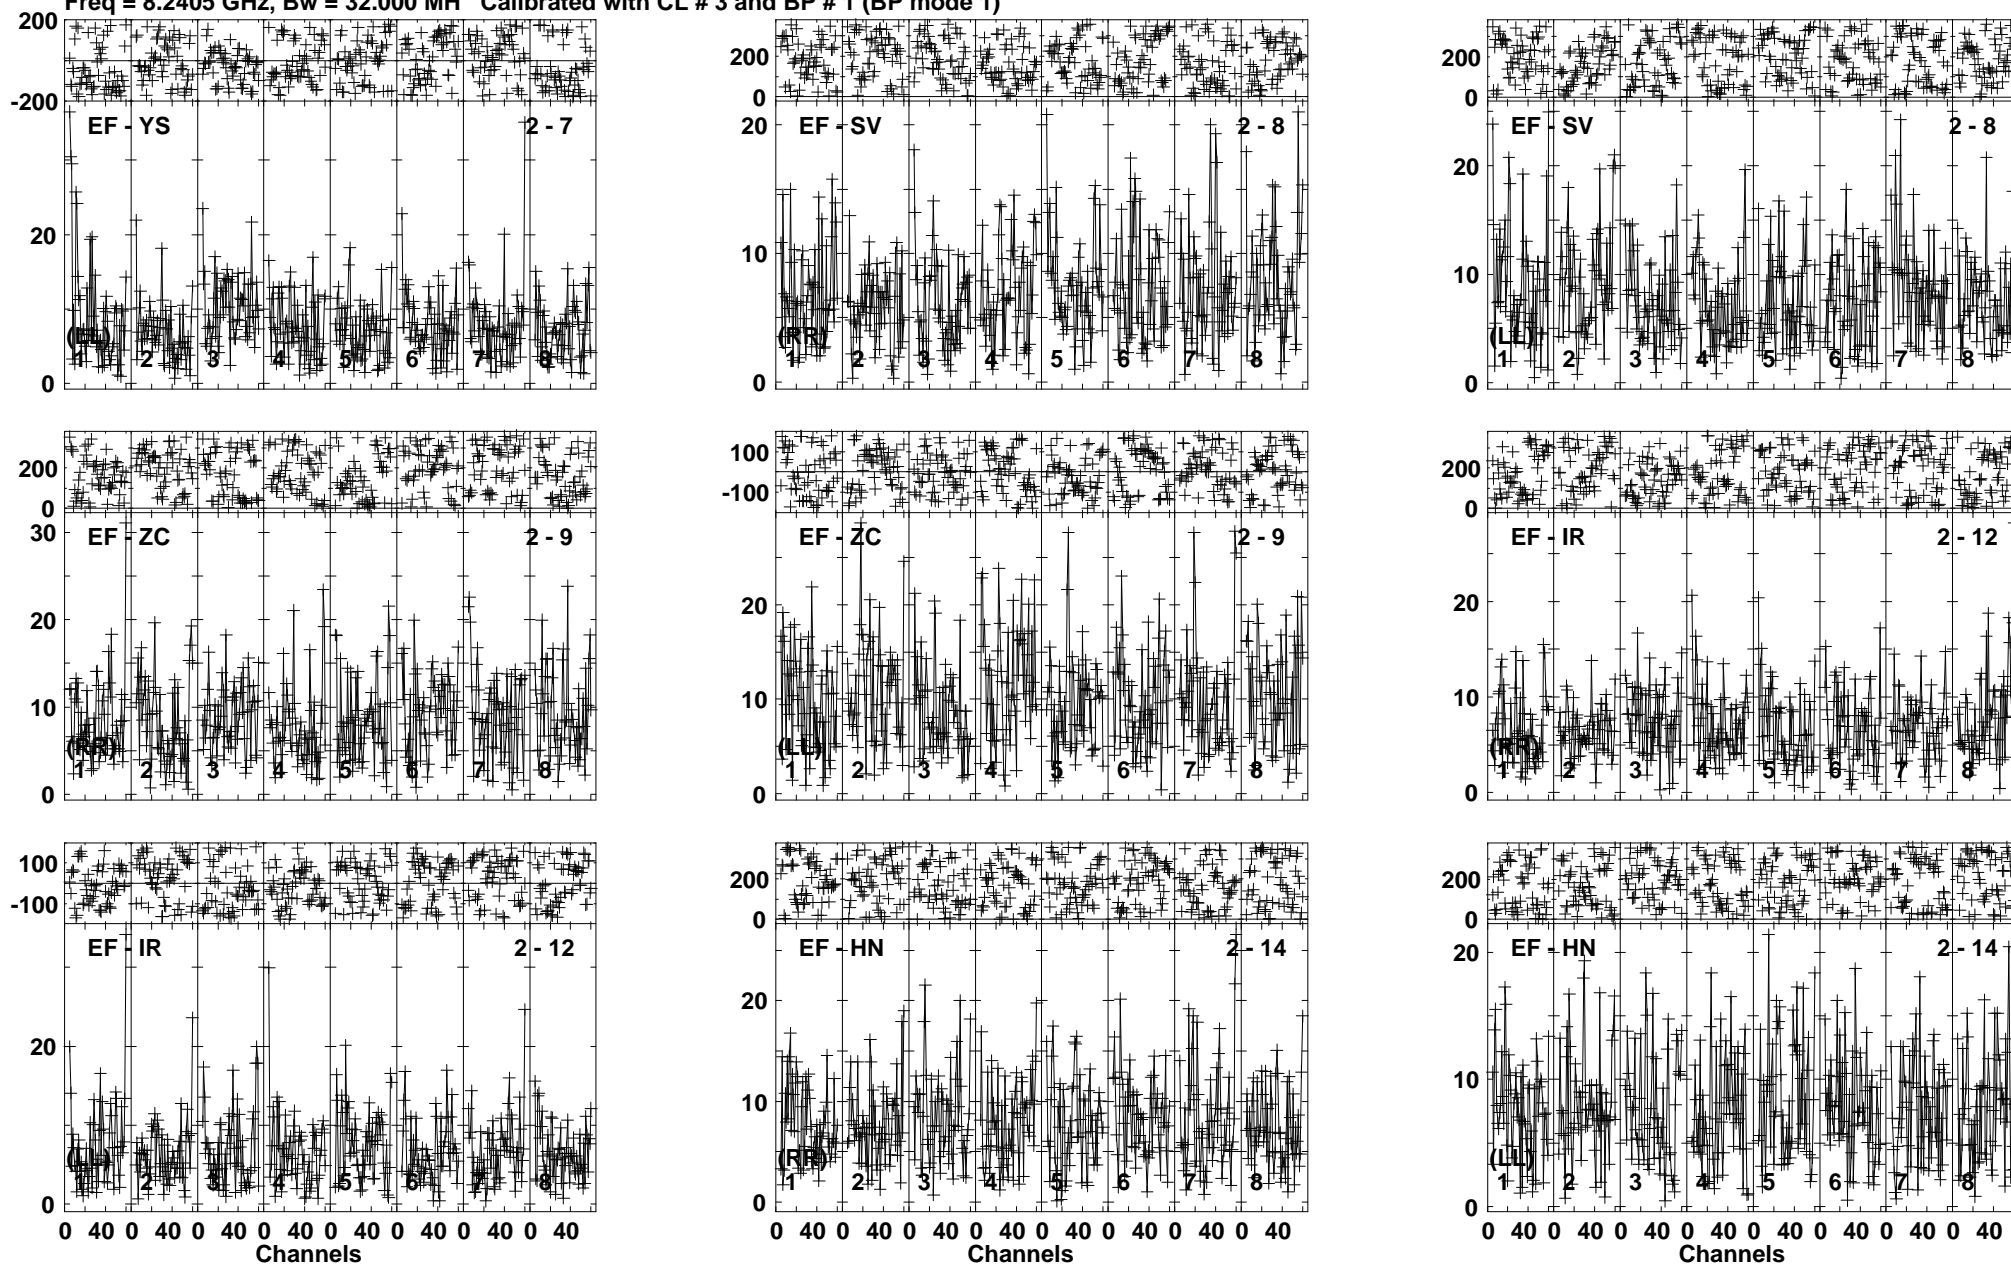 Freq = 8.2405 GHz, Bw = 32.000 MH Calibrated with CL # 3 and BP # 1 (BP mode 1)
200
-200
EF - YS 2 - 7
20
0
(LL)
1 2 3 4 5 6 7 8
200
0
EF - SV 2 - 8
20
10
0
(RR)
1 2 3 4 5 6 7 8
200
0
EF - SV 2 - 8
20
10
0
(LL)
1 2 3 4 5 6 7 8
200
0
EF - ZC 2 - 9
30
20
10
0
(RR)
1 2 3 4 5 6 7 8
100
-100
EF - ZC 2 - 9
20
10
0
(LL)
1 2 3 4 5 6 7 8
200
0
EF - IR 2 - 12
20
10
0
(RR)
1 2 3 4 5 6 7 8
100
-100
EF - IR 2 - 12
20
0
(LL)
1 2 3 4 5 6 7 8
0 40 0 40 0 40 0 40 0 40 0 40 0 40 0 40
Channels
200
0
EF - HN 2 - 14
20
10
0
(RR)
1 2 3 4 5 6 7 8
0 40 0 40 0 40 0 40 0 40 0 40 0 40 0 40
Channels
200
0
EF - HN 2 - 14
20
10
0
(LL)
1 2 3 4 5 6 7 8
0 40 0 40 0 40 0 40 0 40 0 40 0 40 0 40
Channels